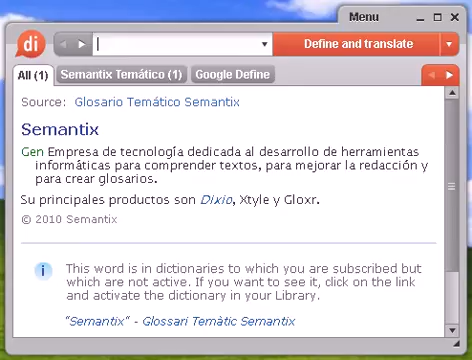 Menu
di
Define and translate
All (1)
Semantix Temático (1)
Google Define
Source: Glosario Temático Semantix
Semantix
Gen Empresa de tecnología dedicada al desarrollo de herramientas
informáticas para comprender textos, para mejorar la redacción y
para crear glosarios.
Su principales productos son Dixio, Xtyle y Gloxr.
© 2010 Semantix
i
This word is in dictionaries to which you are subscribed but
which are not active. If you want to see it, click on the link
and activate the dictionary in your Library.
"Semantix" - Glossari Temàtic Semantix